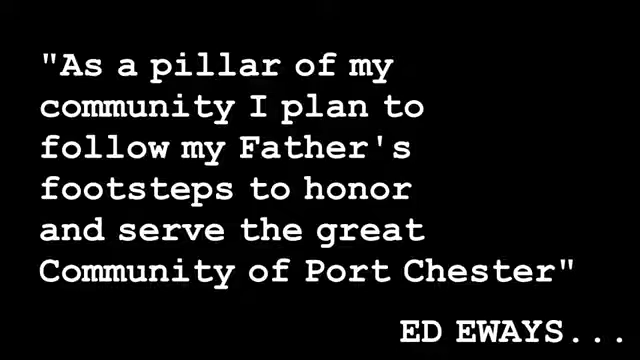 "As a pillar of my
community I plan to
follow my Father's
footsteps to honor
and serve the great
Community of Port Chester"
ED EWAYS...